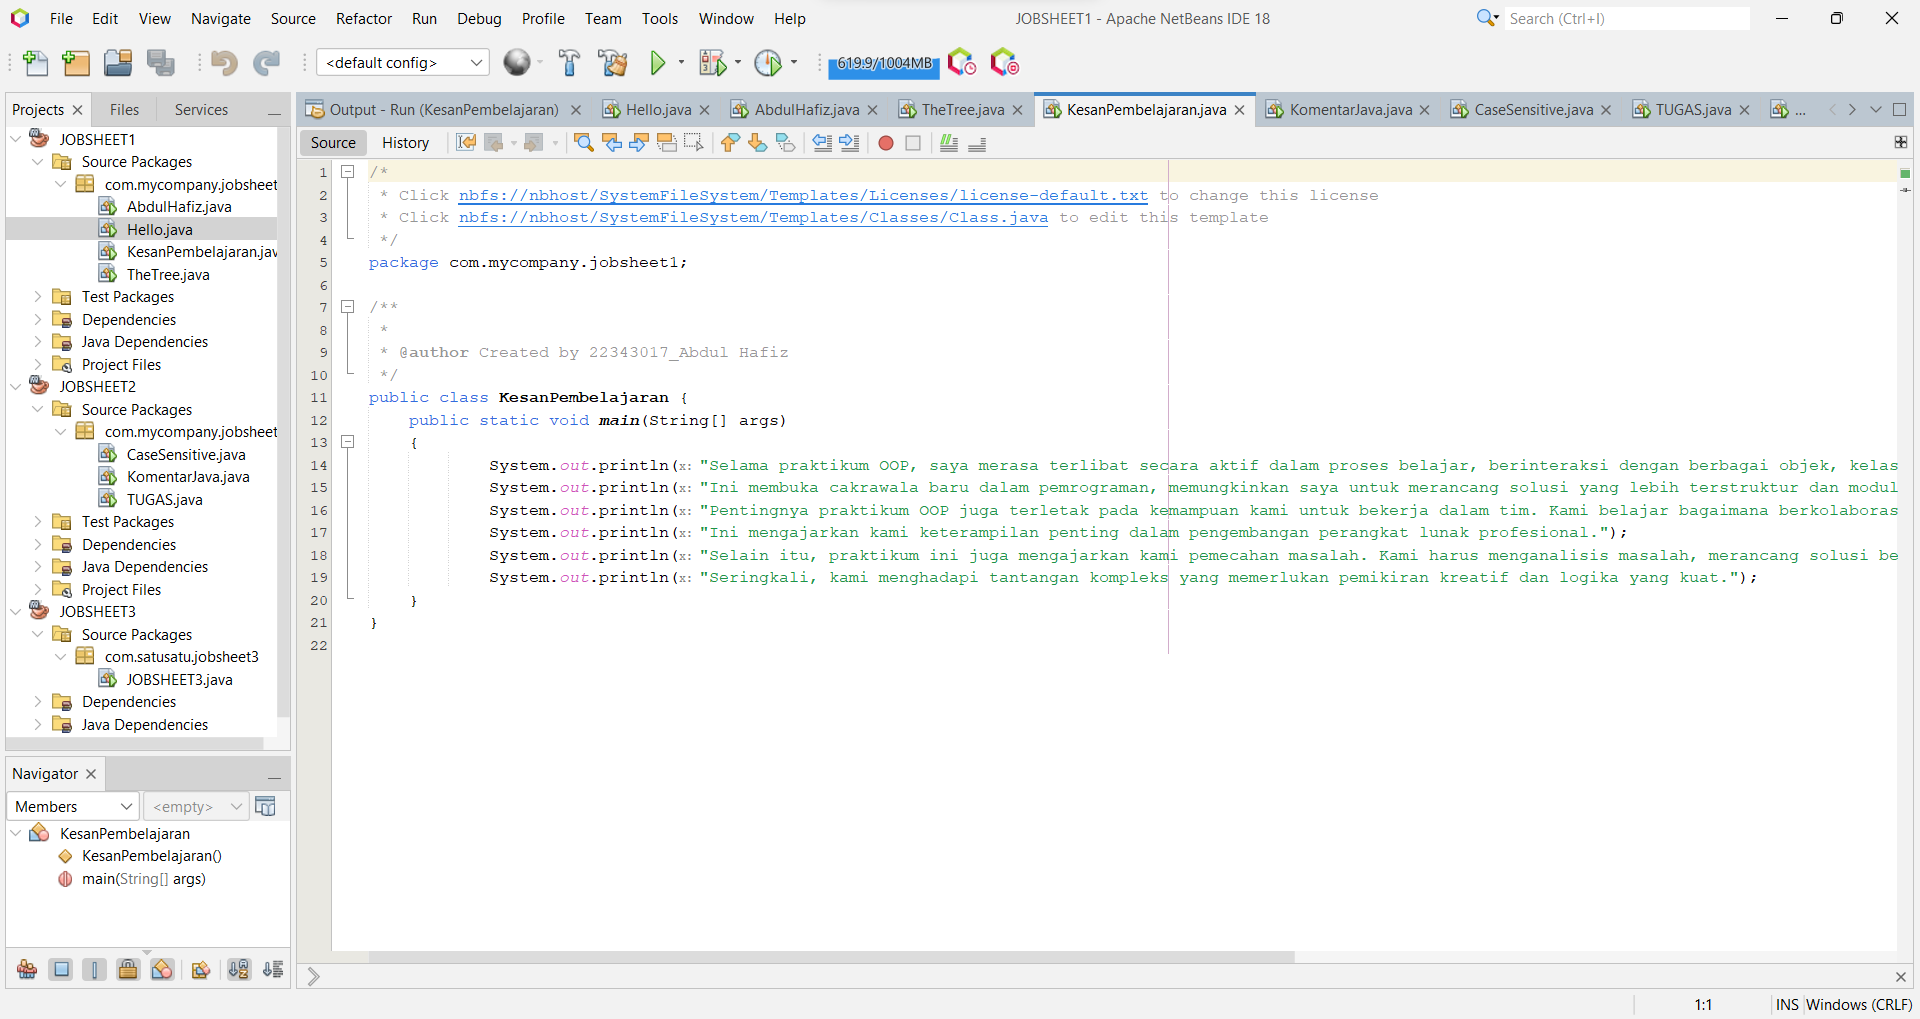 File Edit View Navigate Source Refactor Run Debug Profile Team Tools Window Help
JOBSHEET1 - Apache NetBeans IDE 18
Search (Ctrl+I)
<default config>
619.9/1004MB
Projects Files Services
Output - Run (KesanPembelajaran) Hello.java AbdulHafiz.java TheTree.java KesanPembelajaran.java KomentarJava.java CaseSensitive.java TUGAS.java ...
Source History
JOBSHEET1
Source Packages
com.mycompany.jobsheet
AbdulHafiz.java
Hello.java
KesanPembelajaran.jav
TheTree.java
Test Packages
Dependencies
Java Dependencies
Project Files
JOBSHEET2
Source Packages
com.mycompany.jobsheet
CaseSensitive.java
KomentarJava.java
TUGAS.java
Test Packages
Dependencies
Java Dependencies
Project Files
JOBSHEET3
Source Packages
com.satusatu.jobsheet3
JOBSHEET3.java
Dependencies
Java Dependencies
Navigator
Members <empty>
KesanPembelajaran
KesanPembelajaran()
main(String[] args)
1 /*
2 * Click nbfs://nbhost/SystemFileSystem/Templates/Licenses/license-default.txt to change this license
3 * Click nbfs://nbhost/SystemFileSystem/Templates/Classes/Class.java to edit this template
4 */
5 package com.mycompany.jobsheet1;
6
7 /**
8 *
9 * @author Created by 22343017_Abdul Hafiz
10 */
11 public class KesanPembelajaran {
12 public static void main(String[] args)
13 {
14 System.out.println(x: "Selama praktikum OOP, saya merasa terlibat secara aktif dalam proses belajar, berinteraksi dengan berbagai objek, kelas
15 System.out.println(x: "Ini membuka cakrawala baru dalam pemrograman, memungkinkan saya untuk merancang solusi yang lebih terstruktur dan modul
16 System.out.println(x: "Pentingnya praktikum OOP juga terletak pada kemampuan kami untuk bekerja dalam tim. Kami belajar bagaimana berkolaboras
17 System.out.println(x: "Ini mengajarkan kami keterampilan penting dalam pengembangan perangkat lunak profesional.");
18 System.out.println(x: "Selain itu, praktikum ini juga mengajarkan kami pemecahan masalah. Kami harus menganalisis masalah, merancang solusi be
19 System.out.println(x: "Seringkali, kami menghadapi tantangan kompleks yang memerlukan pemikiran kreatif dan logika yang kuat.");
20 }
21 }
22
1:1 INS Windows (CRLF)